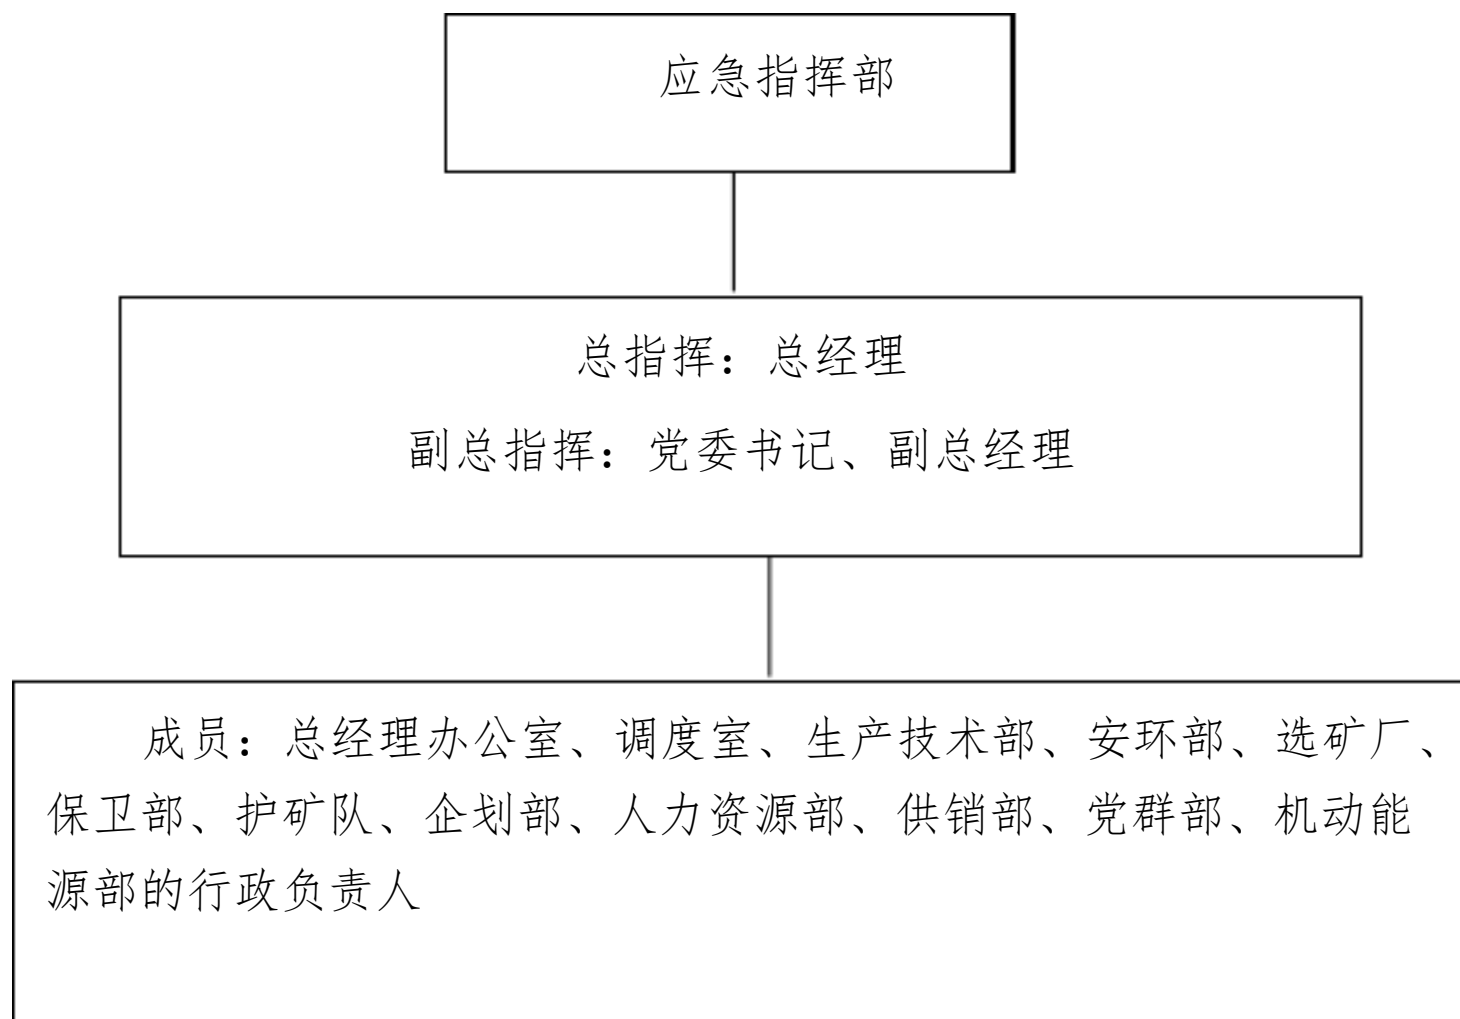 应急指挥部
总指挥：总经理
副总指挥：党委书记、副总经理
成员：总经理办公室、调度室、生产技术部、安环部、选矿厂、
保卫部、护矿队、企划部、人力资源部、供销部、党群部、机动能
源部的行政负责人